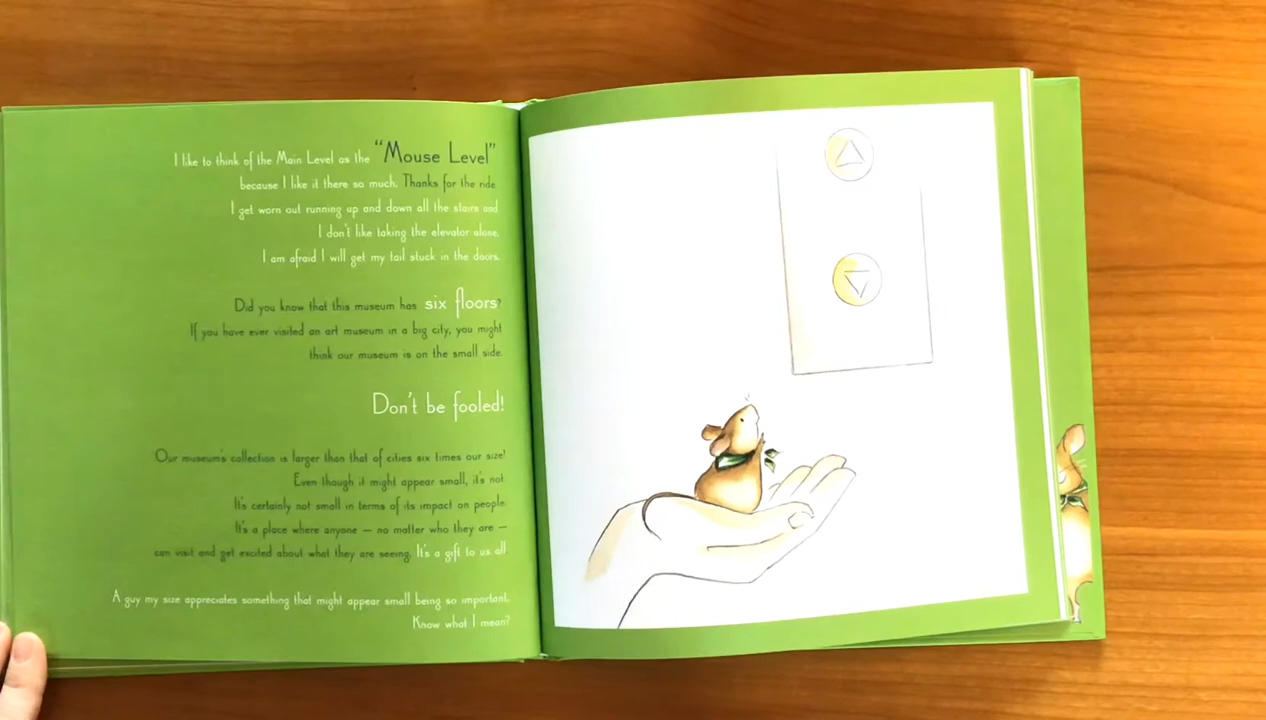 I like to think of the Main Level as the “Mouse Level”
because I like it there so much. Thanks for the ride.
I get worn out running up and down all the stairs and
I don't like taking the elevator alone.
I am afraid I will get my tail stuck in the doors.
Did you know that this museum has six floors?
If you have ever visited an art museum in a big city, you might
think our museum is on the small side.
Don't be fooled!
Our museum's collection is larger than that of cities six times our size!
Even though it might appear small, it's not.
It's certainly not small in terms of its impact on people.
It's a place where anyone — no matter who they are —
can visit and get excited about what they are seeing. It's a gift to us all.
A guy my size appreciates something that might appear small being so important.
Know what I mean?